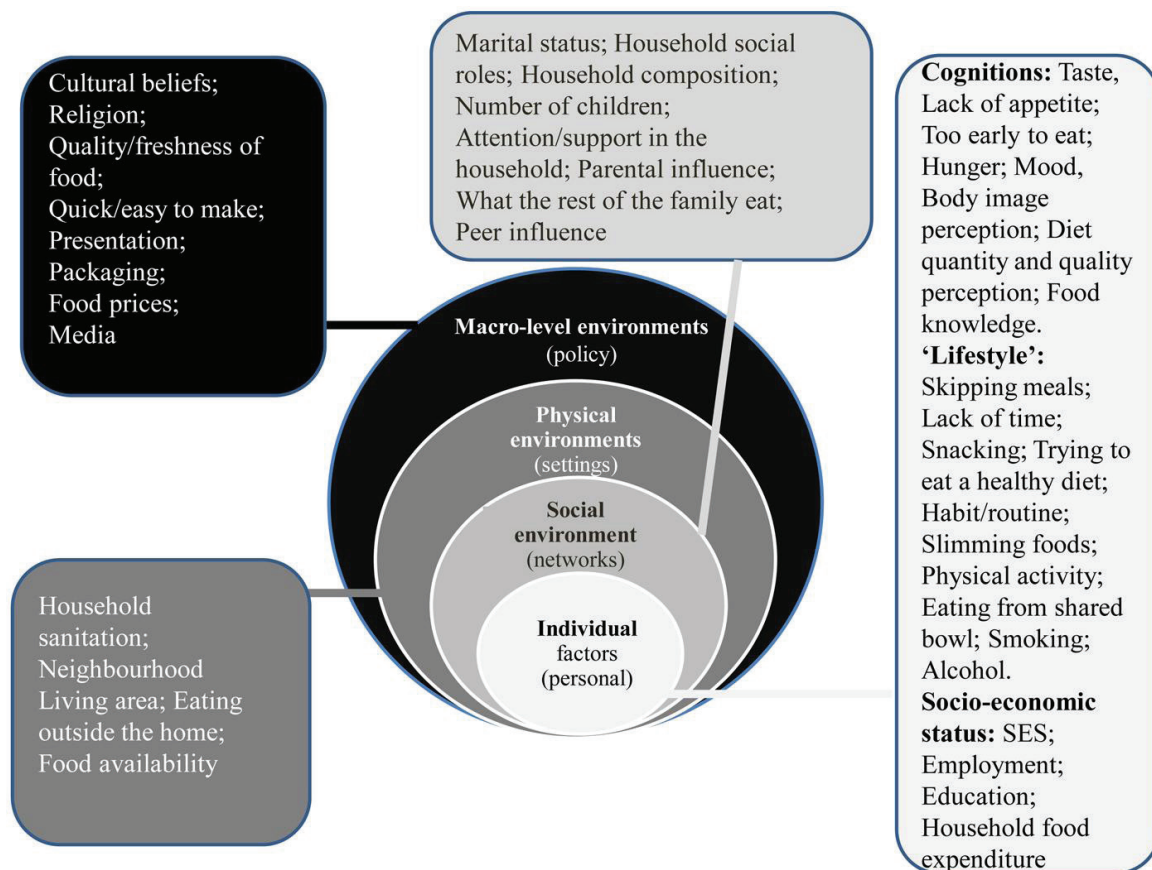 Cultural beliefs;
Religion;
Quality/freshness of
food;
Quick/easy to make;
Presentation;
Packaging;
Food prices;
Media
Marital status; Household social
roles; Household composition;
Number of children;
Attention/support in the
household; Parental influence;
What the rest of the family eat;
Peer influence
Cognitions: Taste,
Lack of appetite;
Too early to eat;
Hunger; Mood,
Body image
perception; Diet
quantity and quality
perception; Food
knowledge.
‘Lifestyle’:
Skipping meals;
Lack of time;
Snacking; Trying to
eat a healthy diet;
Habit/routine;
Slimming foods;
Physical activity;
Eating from shared
bowl; Smoking;
Alcohol.
Socio-economic
status: SES;
Employment;
Education;
Household food
expenditure
Macro-level environments
(policy)
Physical
environments
(settings)
Social
environment
(networks)
Individual
factors
(personal)
Household
sanitation;
Neighbourhood
Living area; Eating
outside the home;
Food availability